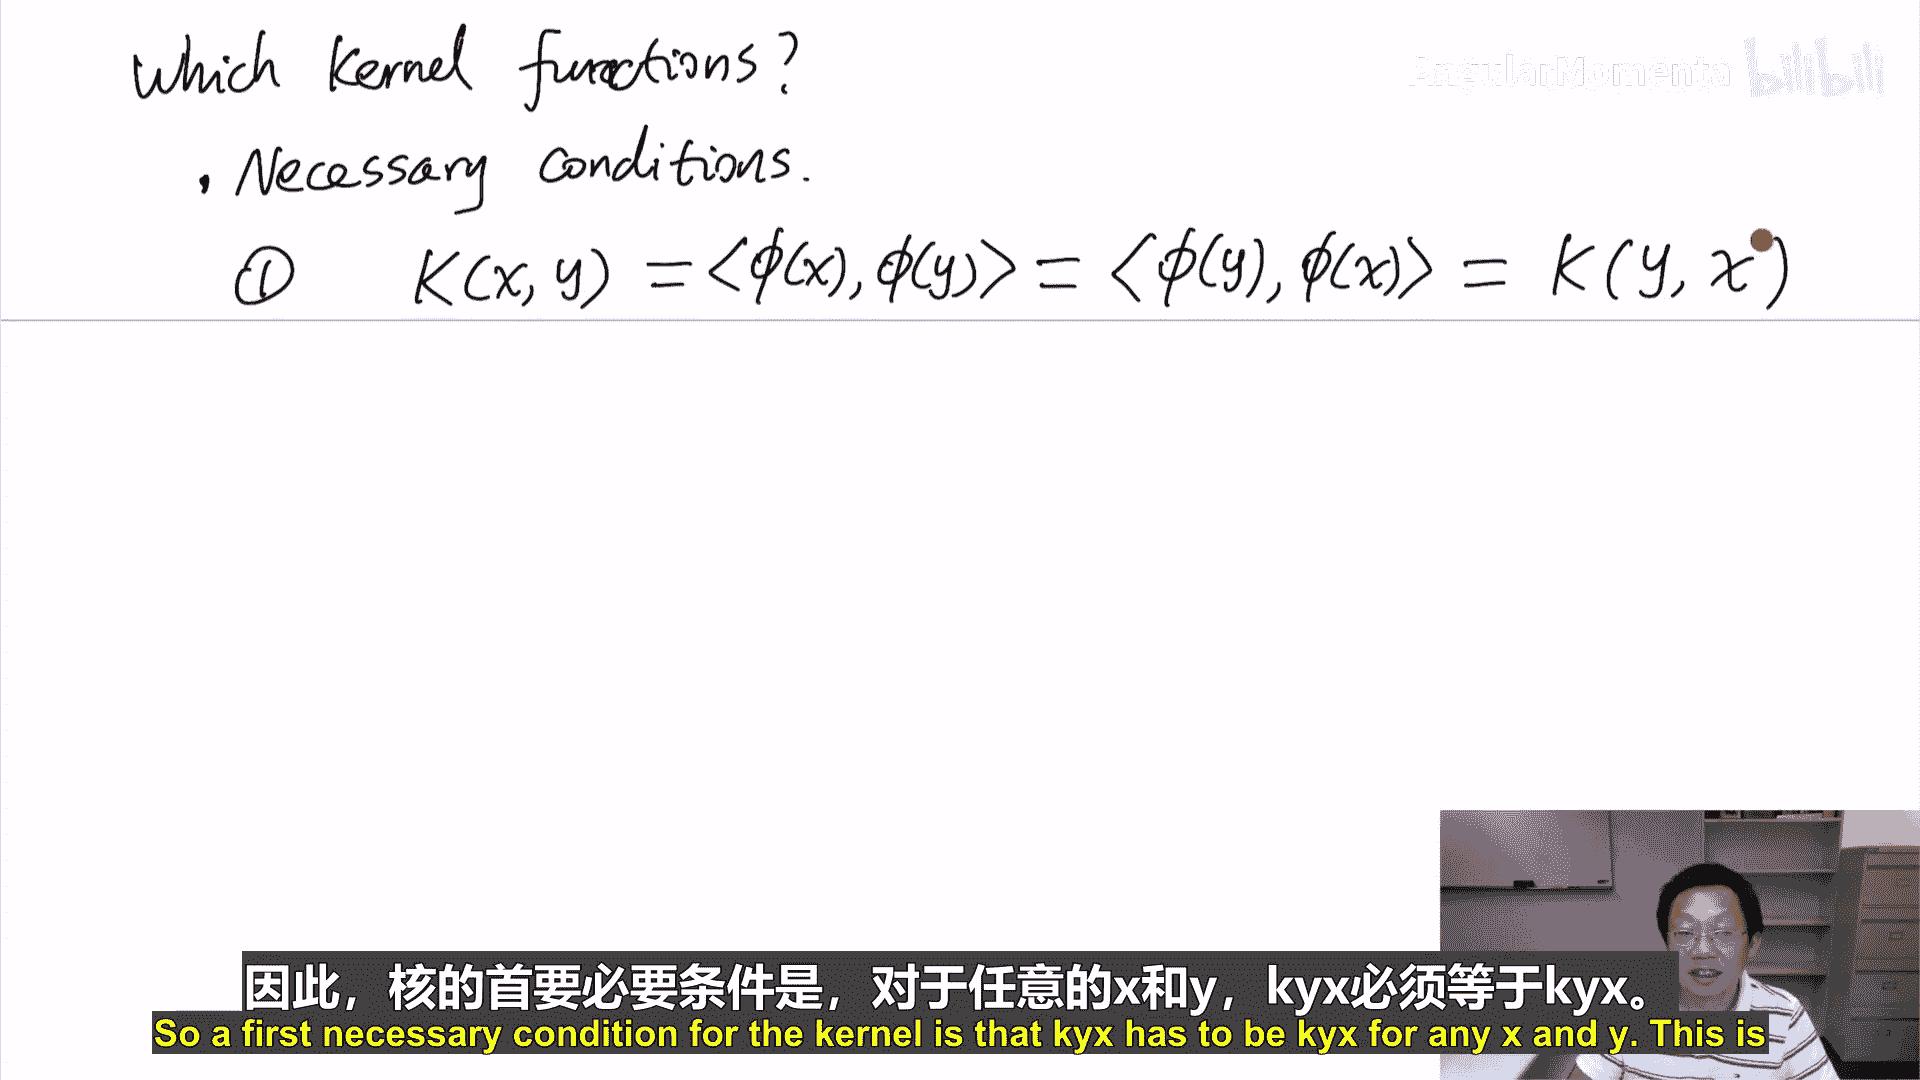 Which Kernel functions?
AngularMomenta bilibili
• Necessary conditions.
① K(x, y) = <ϕ(x), ϕ(y)> = <ϕ(y), ϕ(x)> = K(y, x)
因此，核的首要必要条件是，对于任意的x和y，kyx必须等于kyx。
So a first necessary condition for the kernel is that kyx has to be kyx for any x and y. This is